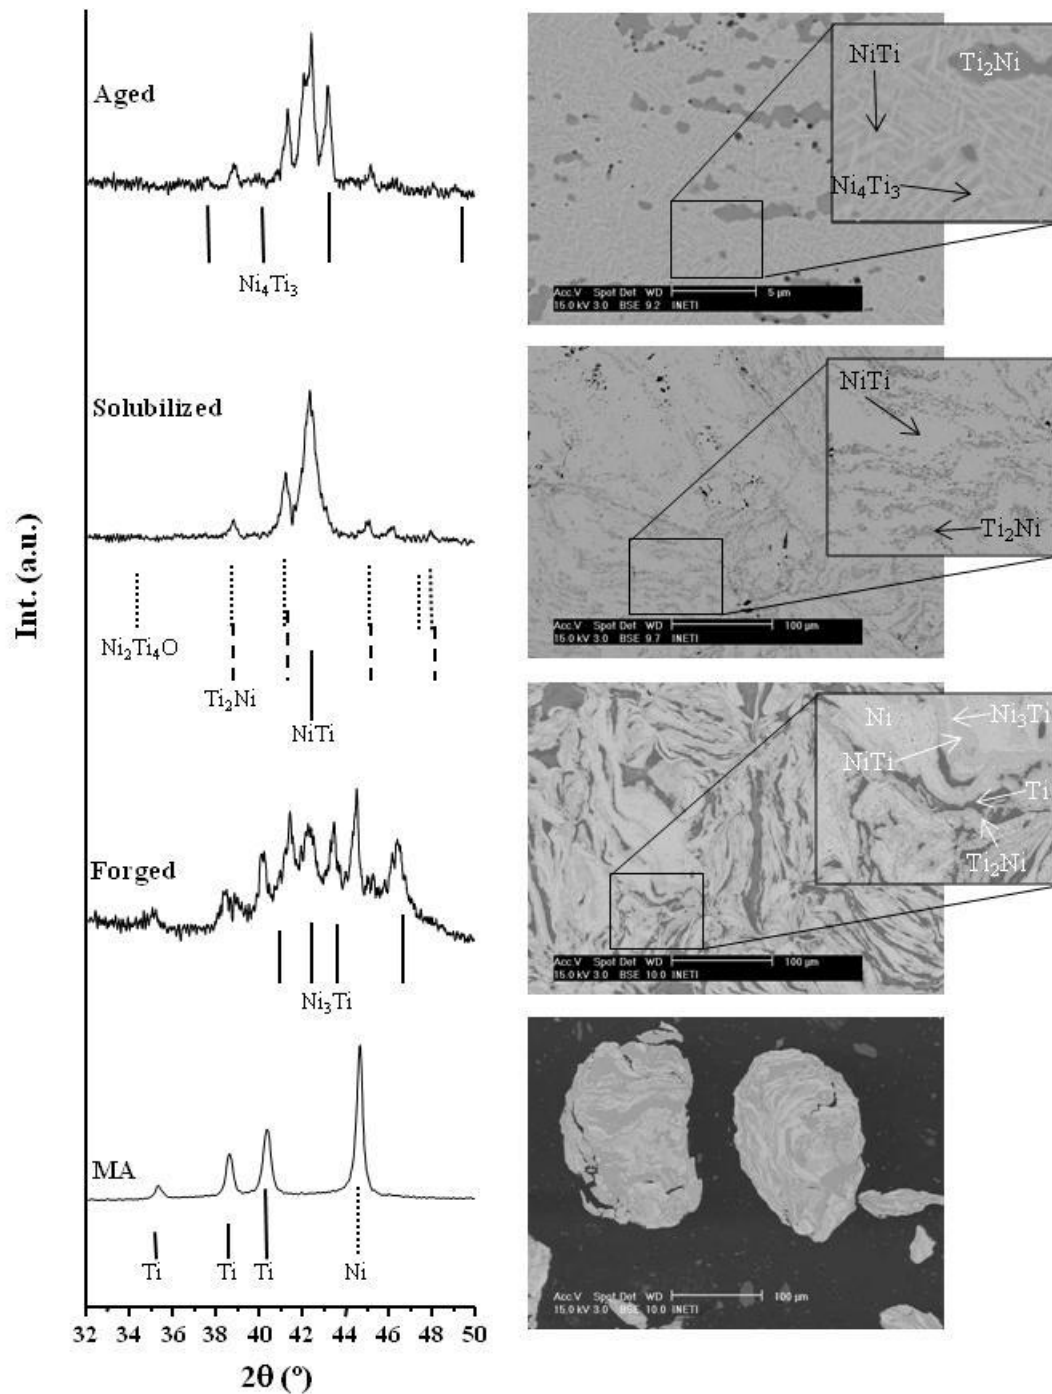 Int. (a.u.)
Aged
Ni₄Ti₃
Solubilized
Ni₂Ti₄O
Ti₂Ni
NiTi
Forged
Ni₃Ti
MA
Ti
Ti
Ti
Ni
32 34 36 38 40 42 44 46 48 50
2θ (º)
NiTi
Ti₂Ni
Ni₄Ti₃
Acc.V Spot Det WD 5 µm
15.0 kV 3.0 BSE 9.2 INETI
NiTi
Ti₂Ni
Acc.V Spot Det WD 100 µm
15.0 kV 3.0 BSE 9.7 INETI
Ni
Ni₃Ti
NiTi
Ti
Ti₂Ni
Acc.V Spot Det WD 100 µm
15.0 kV 3.0 BSE 10.0 INETI
Acc.V Spot Det WD 100 µm
15.0 kV 3.0 BSE 10.0 INETI